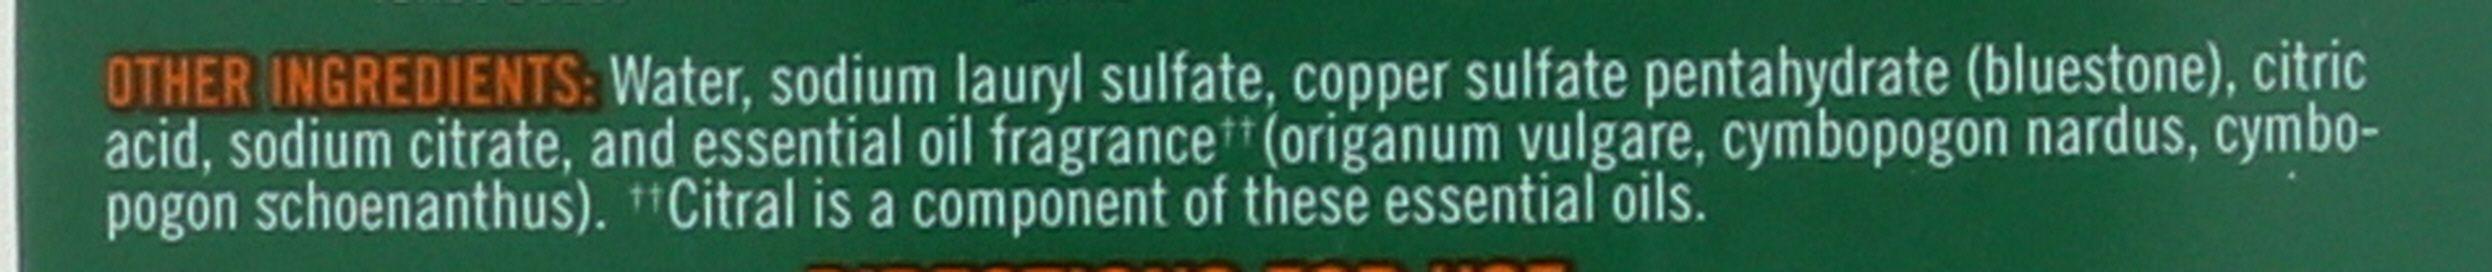 OTHER INGREDIENTS: Water, sodium lauryl sulfate, copper sulfate pentahydrate (bluestone), citric
acid, sodium citrate, and essential oil fragrance†† (origanum vulgare, cymbopogon nardus, cymbo-
pogon schoenanthus). ††Citral is a component of these essential oils.